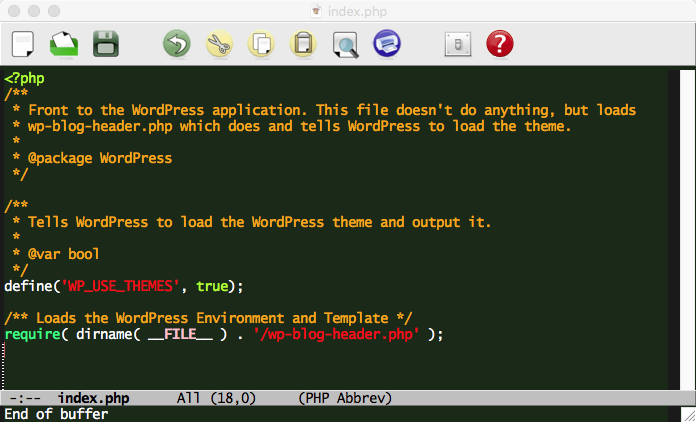 index.php
<?php
/**
 * Front to the WordPress application. This file doesn't do anything, but loads
 * wp-blog-header.php which does and tells WordPress to load the theme.
 *
 * @package WordPress
 */
/**
 * Tells WordPress to load the WordPress theme and output it.
 *
 * @var bool
 */
define('WP_USE_THEMES', true);
/** Loads the WordPress Environment and Template */
require( dirname( __FILE__ ) . '/wp-blog-header.php' );
-:--  index.php      All (18,0)     (PHP Abbrev)
End of buffer